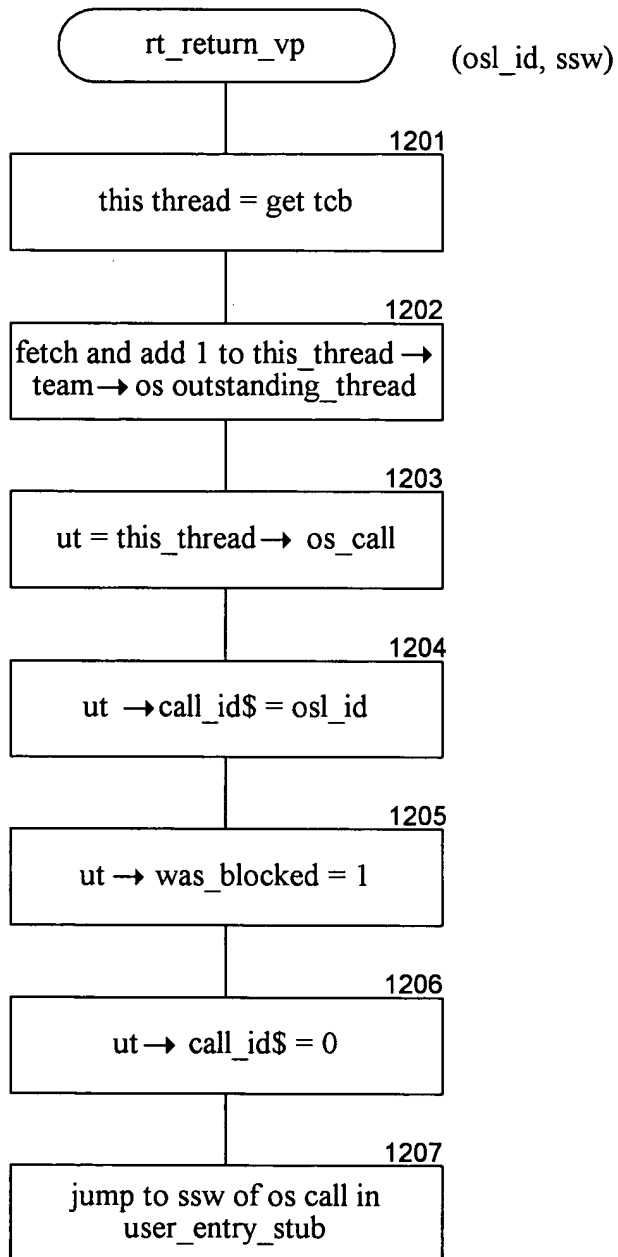 rt_return_vp
(osl_id, ssw)
1201
this thread = get tcb
1202
fetch and add 1 to this_thread →
team → os outstanding_thread
1203
ut = this_thread → os_call
1204
ut → call_id$ = osl_id
1205
ut → was_blocked = 1
1206
ut → call_id$ = 0
1207
jump to ssw of os call in
user_entry_stub